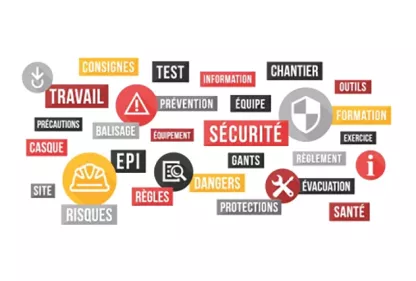 CONSIGNES
TEST
INFORMATION
CHANTIER
OUTILS
TRAVAIL
PRÉVENTION
ÉQUIPE
FORMATION
PRÉCAUTIONS
BALISAGE
ÉQUIPEMENT
SÉCURITÉ
EXERCICE
CASQUE
EPI
GANTS
RÈGLEMENT
SITE
RÈGLES
DANGERS
ÉVACUATION
RISQUES
PROTECTIONS
SANTÉ